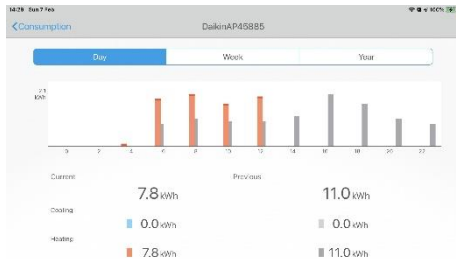 14:29 Sun 7 Feb 100%
Consumption DaikinAP45885
Day Week Year
2.1
kWh
0 2 4 6 8 10 12 14 16 18 20 22
Current Previous
7.8 kWh 11.0 kWh
Cooling
0.0 kWh 0.0 kWh
Heating
7.8 kWh 11.0 kWh